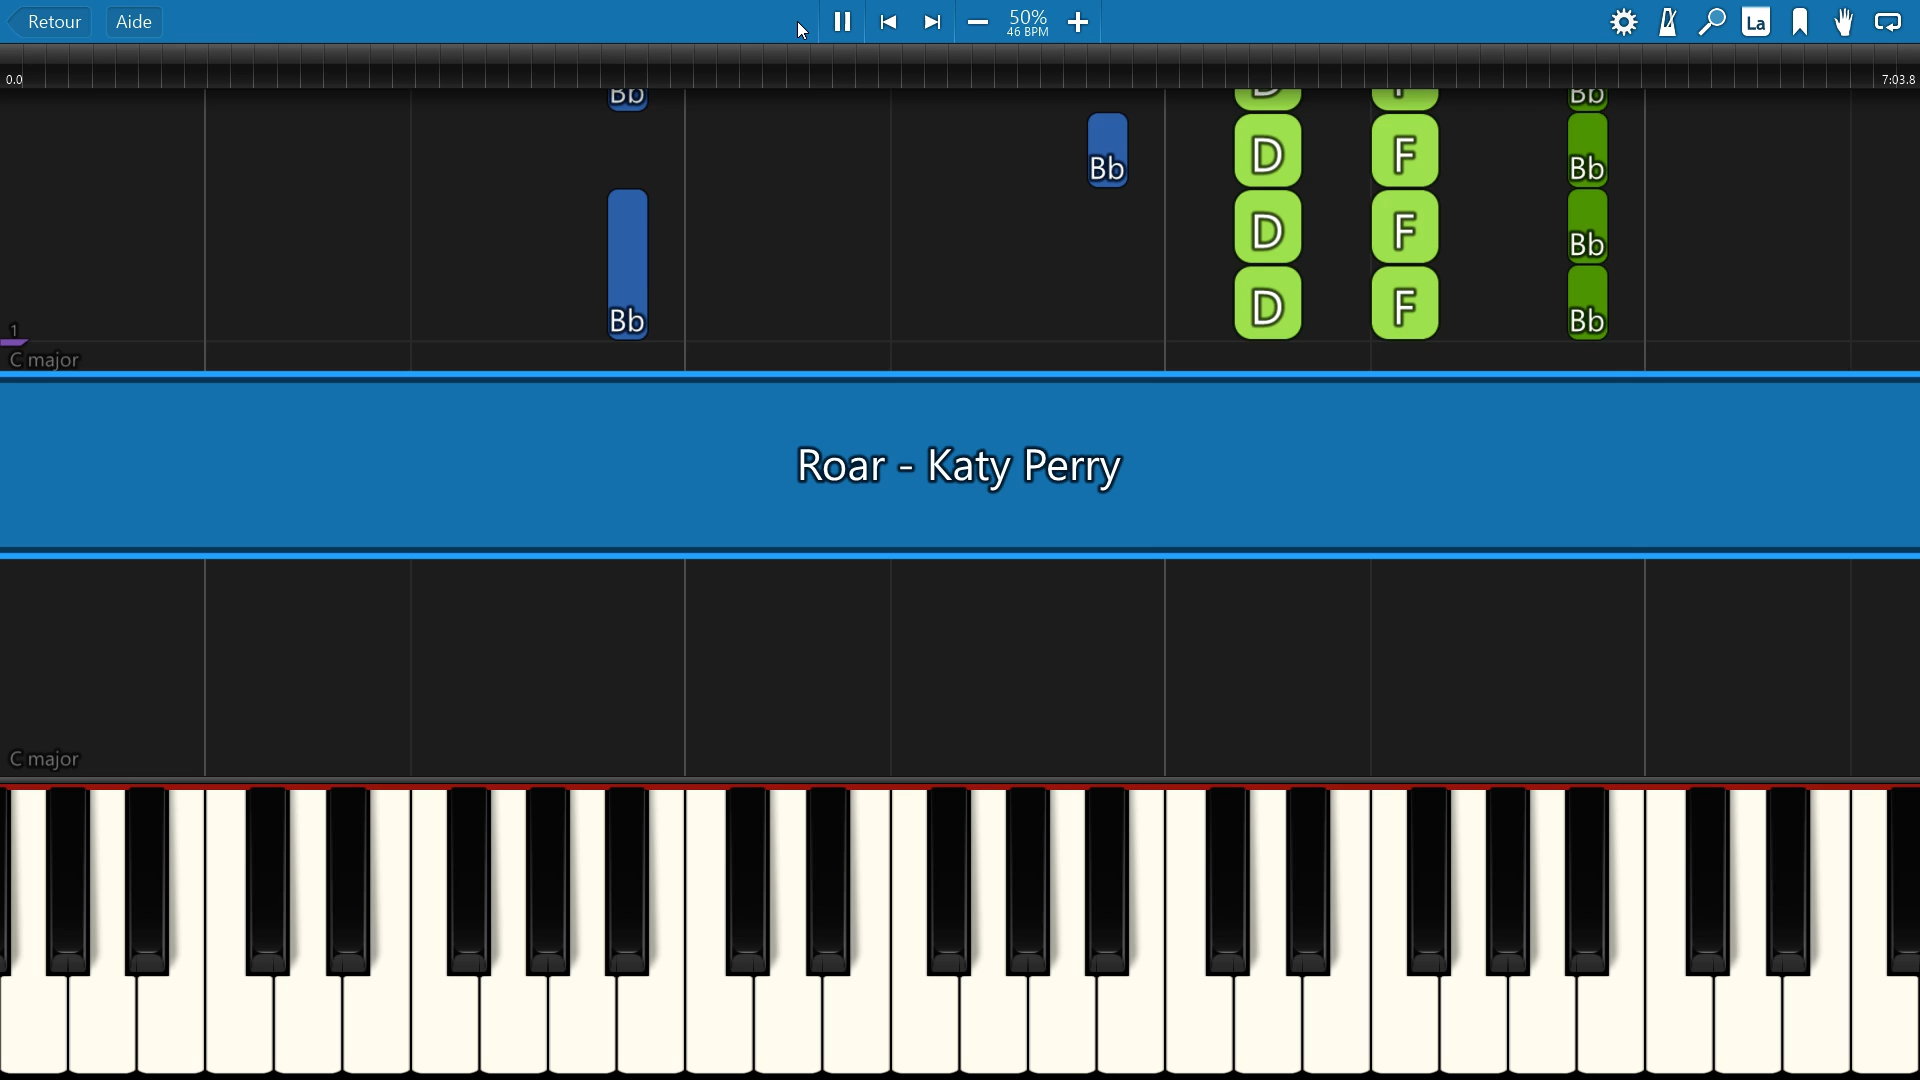 Retour Aide 50% La
46 BPM
0.0 7:03.8
Bb D F Bb
Bb D F Bb
D F Bb
Bb D F Bb
1
C major
Roar - Katy Perry
C major